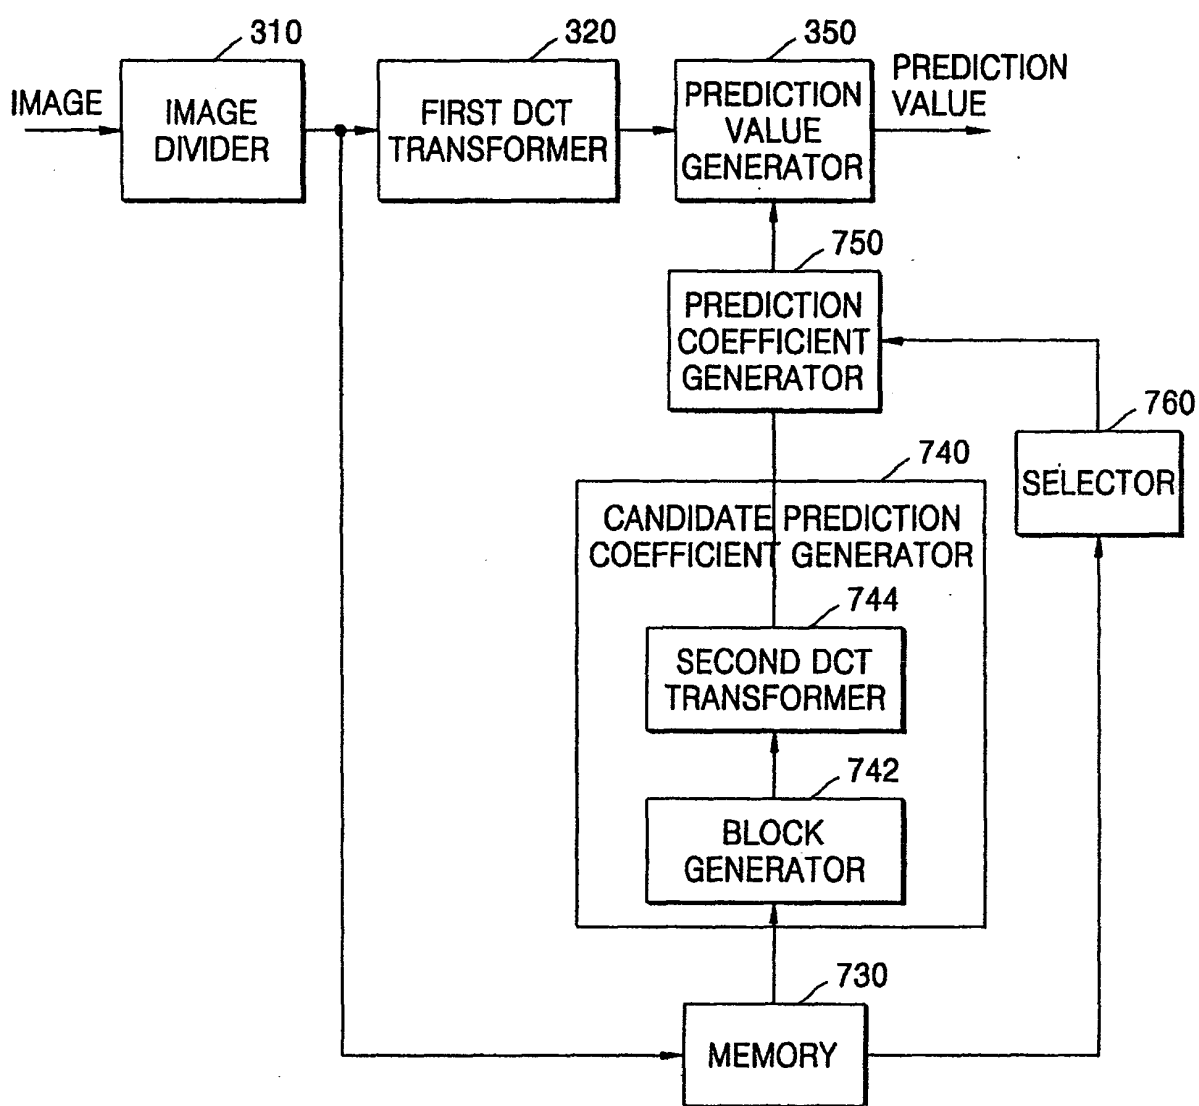 310
320
350
IMAGE
IMAGE
DIVIDER
FIRST DCT
TRANSFORMER
PREDICTION
VALUE
GENERATOR
PREDICTION
VALUE
750
PREDICTION
COEFFICIENT
GENERATOR
760
SELECTOR
740
CANDIDATE PREDICTION
COEFFICIENT GENERATOR
744
SECOND DCT
TRANSFORMER
742
BLOCK
GENERATOR
730
MEMORY